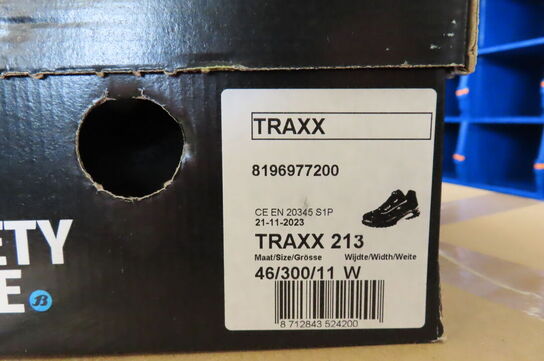 TRAXX
8196977200
CE EN 20345 S1P
21-11-2023
TRAXX 213
Maat/Size/Grösse Wijdte/Width/Weite
46/300/11 W
8 712843 524200
ETY
E.B